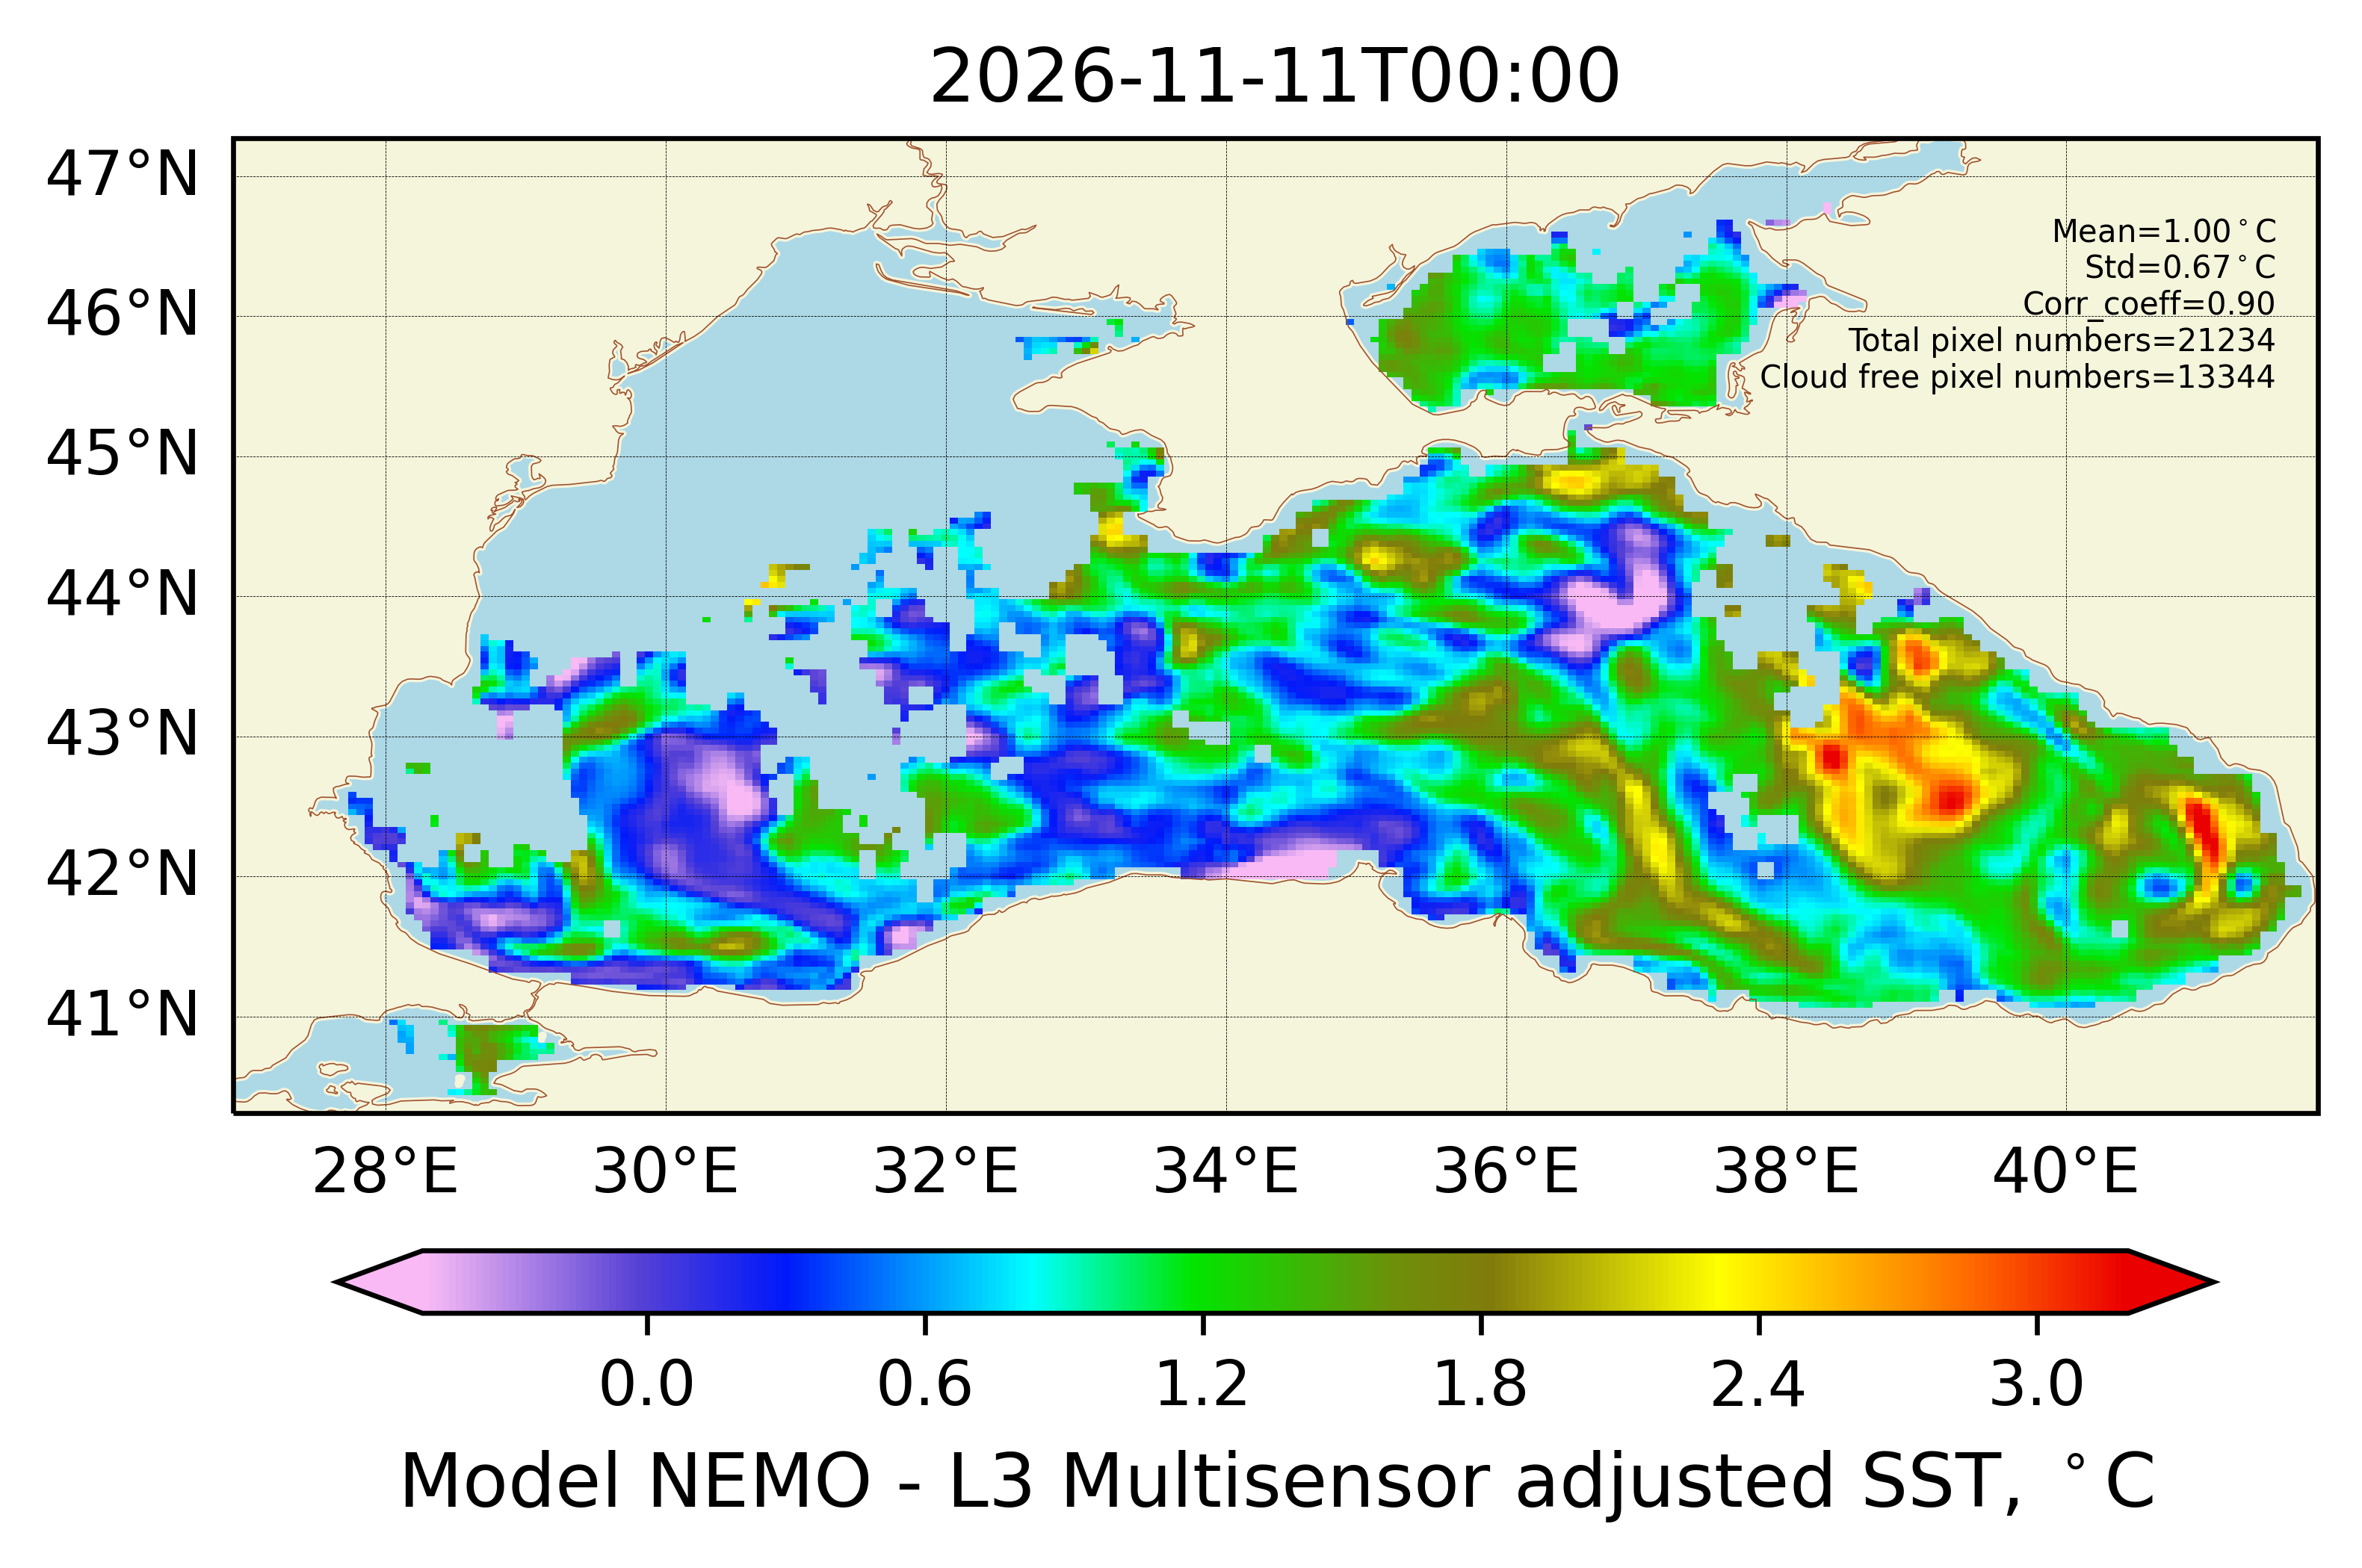 2026-11-11T00:00
47°N
46°N
45°N
44°N
43°N
42°N
41°N
Mean=1.00°C
Std=0.67°C
Corr_coeff=0.90
Total pixel numbers=21234
Cloud free pixel numbers=13344
28°E 30°E 32°E 34°E 36°E 38°E 40°E
0.0 0.6 1.2 1.8 2.4 3.0
Model NEMO - L3 Multisensor adjusted SST, °C